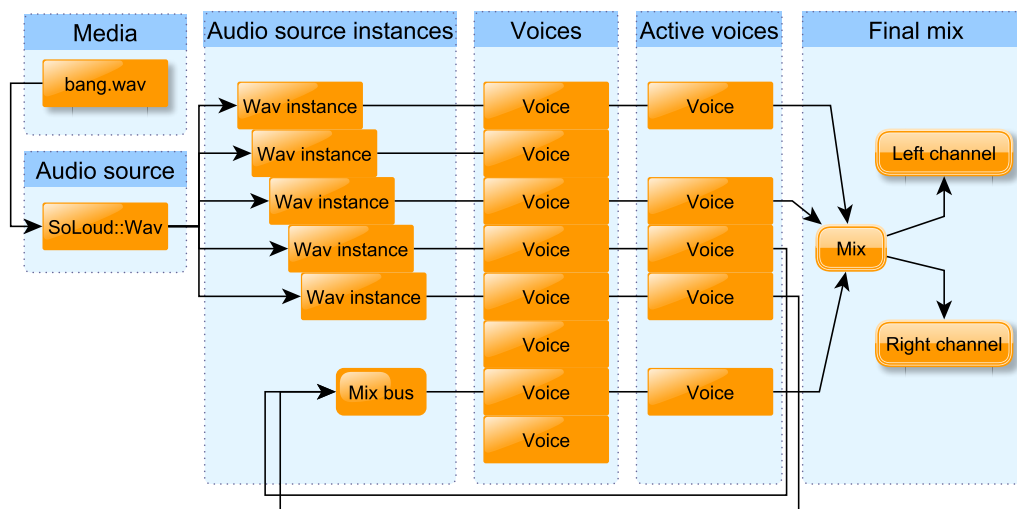 Media
Audio source instances
Voices
Active voices
Final mix
bang.wav
Audio source
SoLoud::Wav
Wav instance
Wav instance
Wav instance
Wav instance
Wav instance
Mix bus
Voice
Voice
Voice
Voice
Voice
Voice
Voice
Voice
Voice
Voice
Voice
Voice
Voice
Mix
Left channel
Right channel